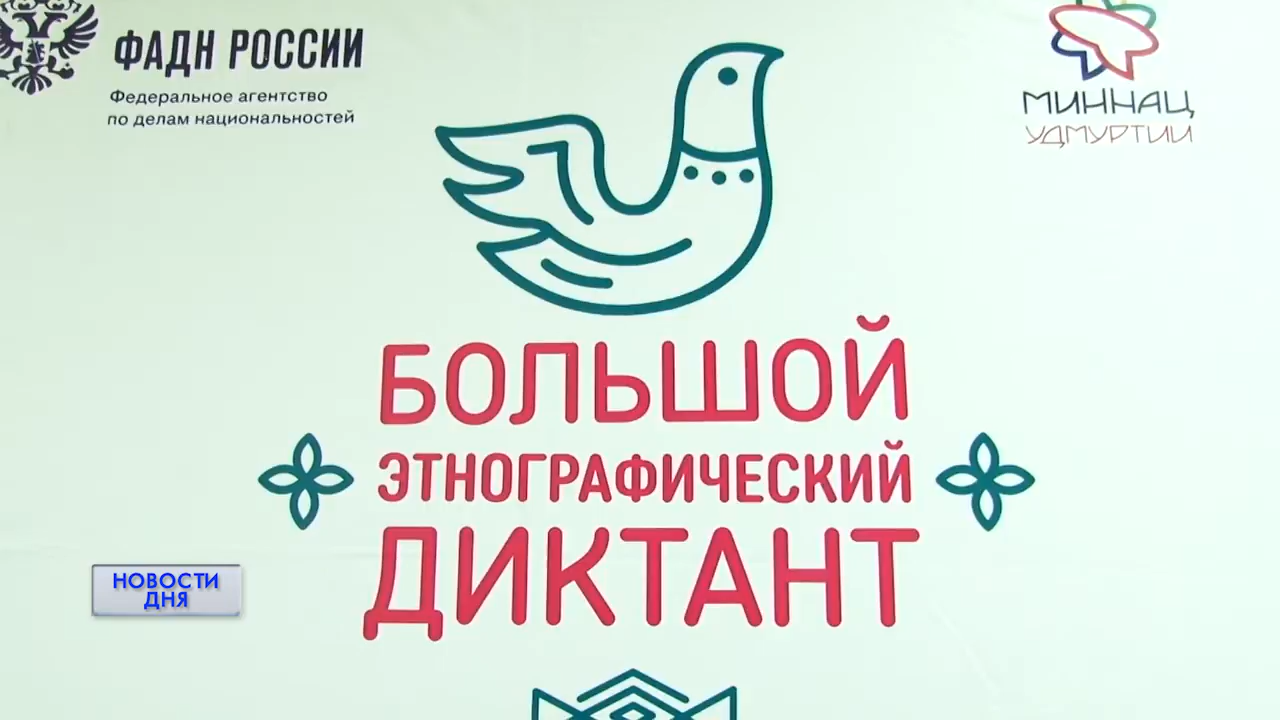 ФАДН РОССИИ
Федеральное агентство
по делам национальностей
МИННАЦ
УДМУРТИИ
БОЛЬШОЙ
ЭТНОГРАФИЧЕСКИЙ
ДИКТАНТ
НОВОСТИ
ДНЯ